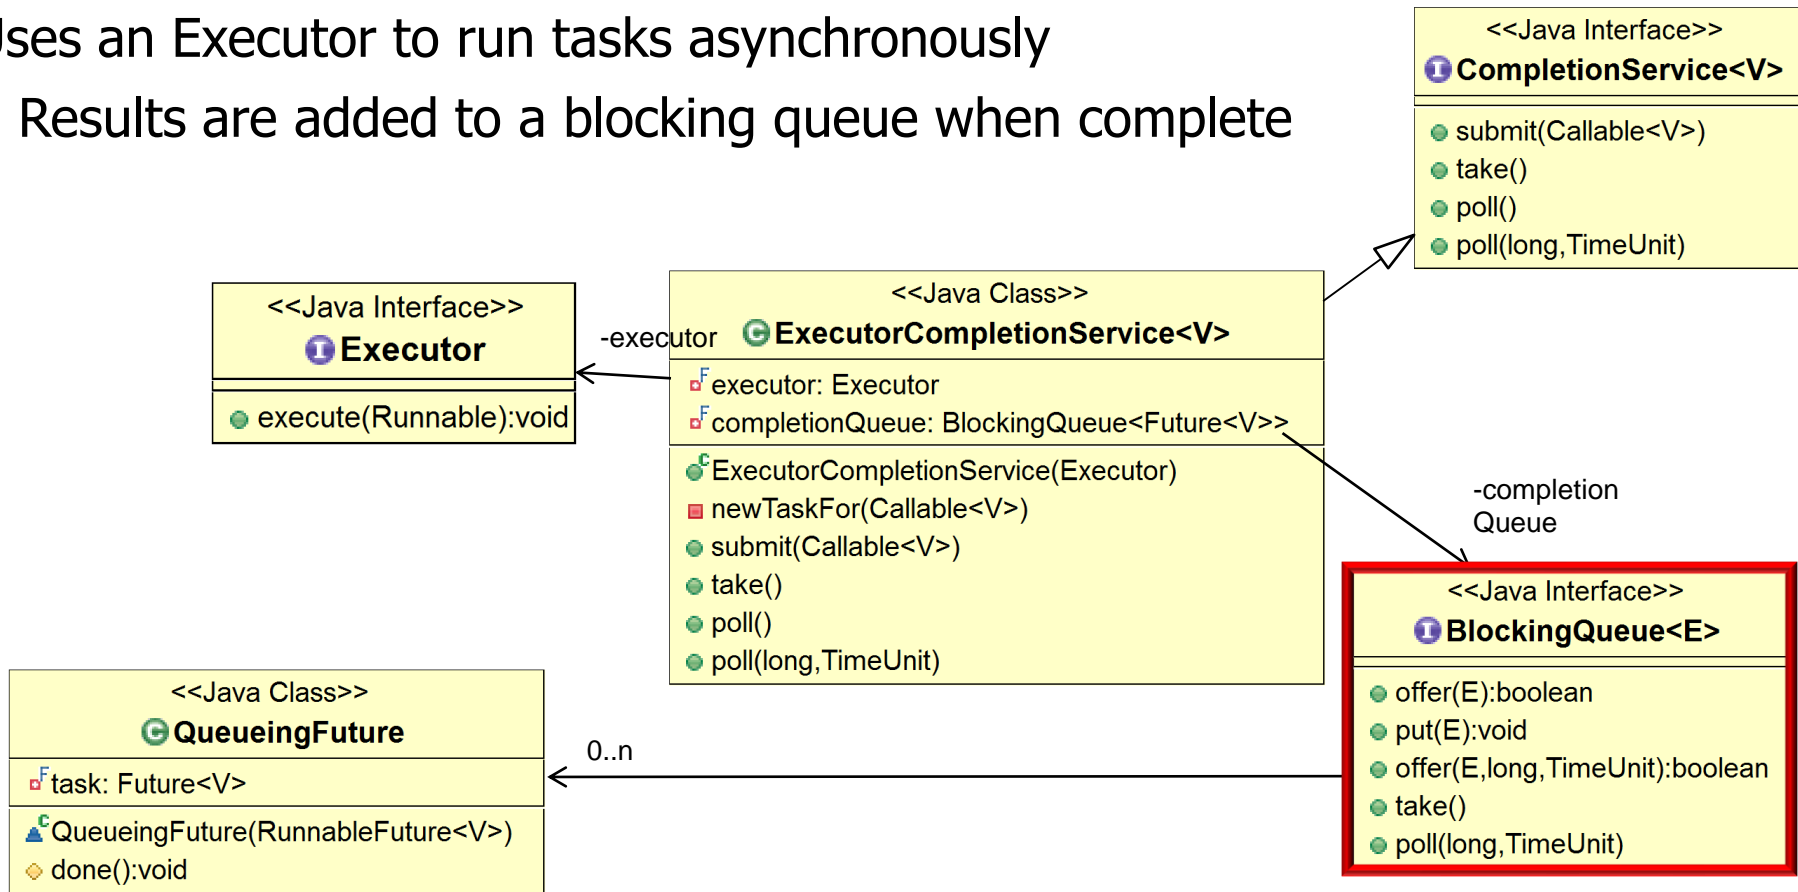 Uses an Executor to run tasks asynchronously
Results are added to a blocking queue when complete
<<Java Interface>>
CompletionService<V>
submit(Callable<V>)
take()
poll()
poll(long,TimeUnit)
<<Java Interface>>
Executor
execute(Runnable):void
-executor
<<Java Class>>
ExecutorCompletionService<V>
executor: Executor
completionQueue: BlockingQueue<Future<V>>
ExecutorCompletionService(Executor)
newTaskFor(Callable<V>)
submit(Callable<V>)
take()
poll()
poll(long,TimeUnit)
-completion
Queue
<<Java Interface>>
BlockingQueue<E>
offer(E):boolean
put(E):void
offer(E,long,TimeUnit):boolean
take()
poll(long,TimeUnit)
0..n
<<Java Class>>
QueueingFuture
task: Future<V>
QueueingFuture(RunnableFuture<V>)
done():void